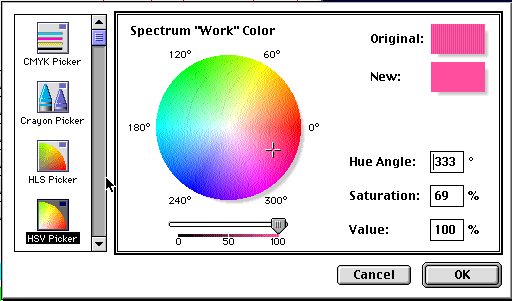 CMYK Picker
Crayon Picker
HLS Picker
HSV Picker
Spectrum "Work" Color
120°
60°
180°
0°
240°
300°
0
50
100
Original:
New:
Hue Angle: 333 °
Saturation: 69 %
Value: 100 %
Cancel
OK